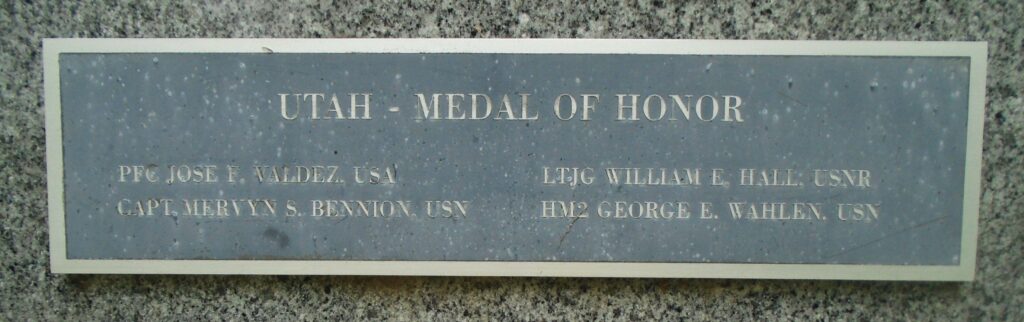 UTAH - MEDAL OF HONOR
PFC JOSE F. VALDEZ, USA
CAPT. MERVYN S. BENNION, USN
LTJG WILLIAM E. HALL, USNR
HM2 GEORGE E. WAHLEN, USN